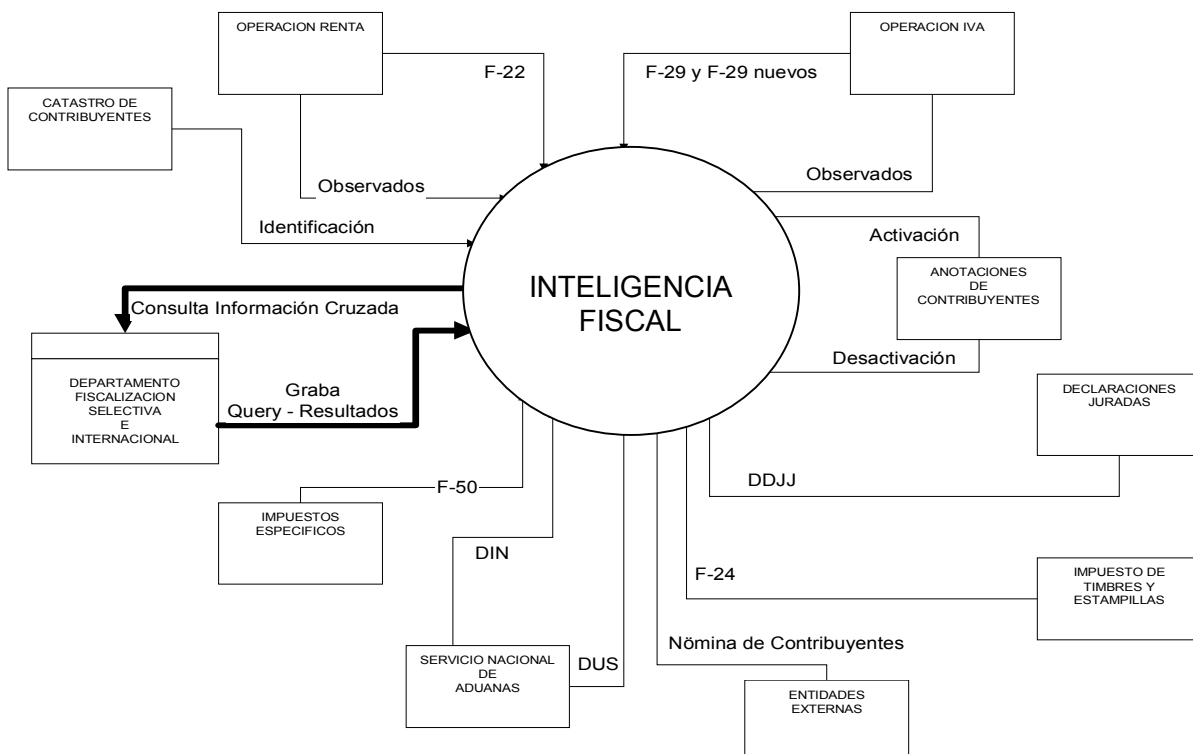 OPERACION RENTA
OPERACION IVA
F-22
F-29 y F-29 nuevos
CATASTRO DE
CONTRIBUYENTES
Observados
Observados
Identificación
Activación
INTELIGENCIA
FISCAL
ANOTACIONES
DE
CONTRIBUYENTES
Consulta Información Cruzada
Desactivación
DEPARTAMENTO
FISCALIZACION
SELECTIVA
E
INTERNACIONAL
Graba
Query - Resultados
DECLARACIONES
JURADAS
F-50
DDJJ
IMPUESTOS
ESPECIFICOS
DIN
F-24
IMPUESTO DE
TIMBRES Y
ESTAMPILLAS
Nömina de Contribuyentes
SERVICIO NACIONAL
DE
ADUANAS
DUS
ENTIDADES
EXTERNAS